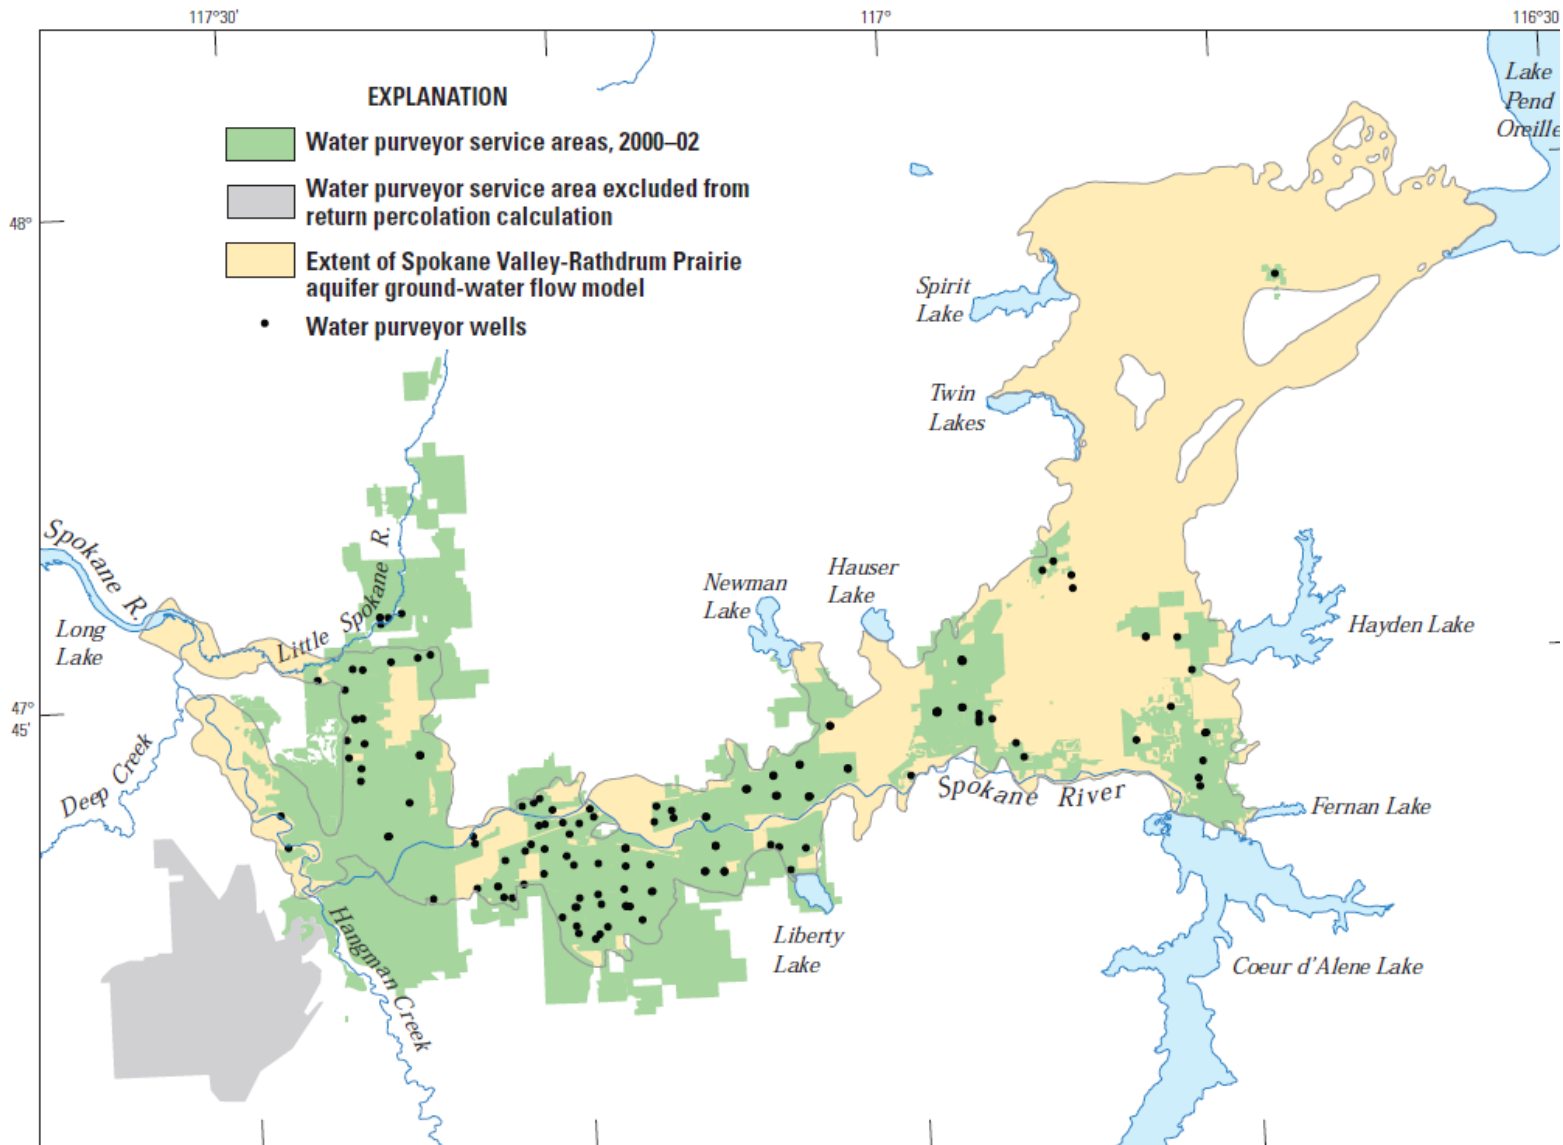 117°30'
117°
116°30
EXPLANATION
Water purveyor service areas, 2000–02
Water purveyor service area excluded from
return percolation calculation
Extent of Spokane Valley-Rathdrum Prairie
aquifer ground-water flow model
Water purveyor wells
Lake
Pend
Oreille
48°
Spirit
Lake
Twin
Lakes
Spokane R.
Long
Lake
Little Spokane R.
Newman
Lake
Hauser
Lake
Hayden Lake
47°
45'
Deep Creek
Spokane River
Fernan Lake
Hangman Creek
Liberty
Lake
Coeur d'Alene Lake